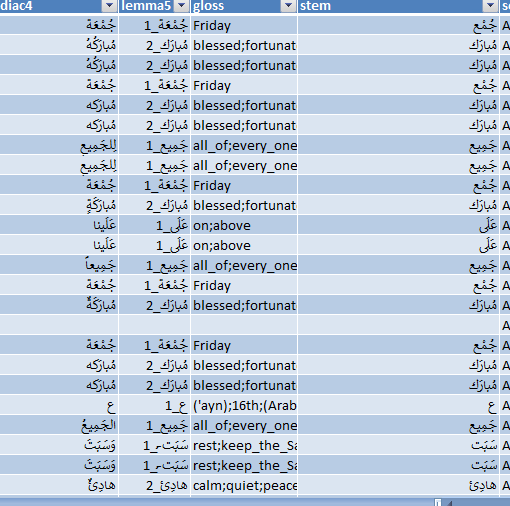 diac4 lemma5 gloss stem
جُمْعَة جُمْعَة_1 Friday جُمْع A
مُبارَكُهُ مُبارَك_2 blessed;fortunat مُبارَك A
مُبارَكُهُ مُبارَك_2 blessed;fortunat مُبارَك A
جُمْعَة جُمْعَة_1 Friday جُمْع A
مُبارَكه مُبارَك_2 blessed;fortunat مُبارَك A
مُبارَكه مُبارَك_2 blessed;fortunat مُبارَك A
لِلجَمِيعِ جَمِيع_1 all_of;every_one جَمِيع A
لِلجَمِيعِ جَمِيع_1 all_of;every_one جَمِيع A
جُمْعَة جُمْعَة_1 Friday جُمْع A
مُبارَكَةٍ مُبارَك_2 blessed;fortunat مُبارَك A
عَلَينا عَلَى_1 on;above عَلَى A
عَلَينا عَلَى_1 on;above عَلَى A
جَمِيعاً جَمِيع_1 all_of;every_one جَمِيع A
جُمْعَة جُمْعَة_1 Friday جُمْع A
مُبارَكَةٌ مُبارَك_2 blessed;fortunat مُبارَك A
A
جُمْعَة جُمْعَة_1 Friday جُمْع A
مُبارَكه مُبارَك_2 blessed;fortunat مُبارَك A
مُبارَكه مُبارَك_2 blessed;fortunat مُبارَك A
ع ع_1 ('ayn);16th;(Arab ع A
الجَمِيعُ جَمِيع_1 all_of;every_one جَمِيع A
وَسَبَتَ سَبَت-ِ_1 rest;keep_the_Sa سَبَت A
وَسَبَتَ سَبَت-ِ_1 rest;keep_the_Sa سَبَت A
هادِئٌ هادِئ_2 calm;quiet;peace هادِئ A